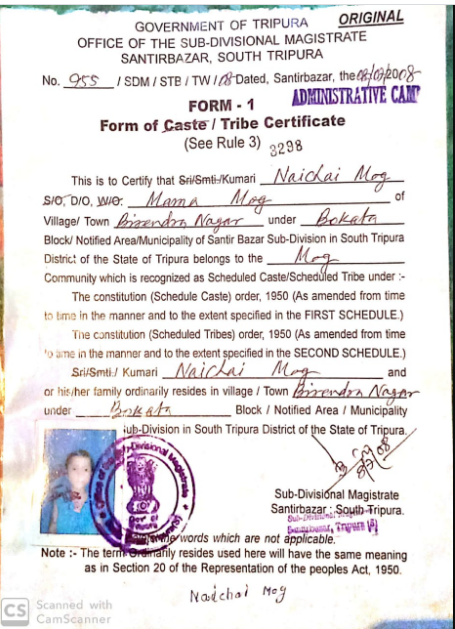 ORIGINAL
GOVERNMENT OF TRIPURA
OFFICE OF THE SUB-DIVISIONAL MAGISTRATE
SANTIRBAZAR, SOUTH TRIPURA
No. 955 / SDM / STB / TW / 08 Dated, Santirbazar, the 08/07/2008
ADMINISTRATIVE CAMP
FORM - 1
Form of Caste / Tribe Certificate
(See Rule 3) 3298
This is to Certify that Sri/Smti-/Kumari Naichai Mog
S/O, D/O, W/O. Mama Mog of
Village/ Town Birendra Nagar under Bokafa
Block/ Notified Area/Municipality of Santir Bazar Sub-Division in South Tripura
District of the State of Tripura belongs to the Mog
Community which is recognized as Scheduled Caste/Scheduled Tribe under :-
The constitution (Schedule Caste) order, 1950 (As amended from time
to time in the manner and to the extent specified in the FIRST SCHEDULE.)
The constitution (Scheduled Tribes) order, 1950 (As amended from time
to time in the manner and to the extent specified in the SECOND SCHEDULE.)
Sri/Smti./ Kumari Naichai Mog and
or his/her family ordinarily resides in village / Town Birendra Nagar
under Bokafa Block / Notified Area / Municipality
ub-Division in South Tripura District of the State of Tripura.
Sub-Divisional Magistrate
Sub-Divisional Magistrate
Santirbazar : South-Tripura.
Sub-Divisional
Santirbazar, Tripura
the words which are not applicable.
Note :- The term Ordinarily resides used here will have the same meaning
as in Section 20 of the Representation of the peoples Act, 1950.
Naichai Mog
CS Scanned with
CamScanner